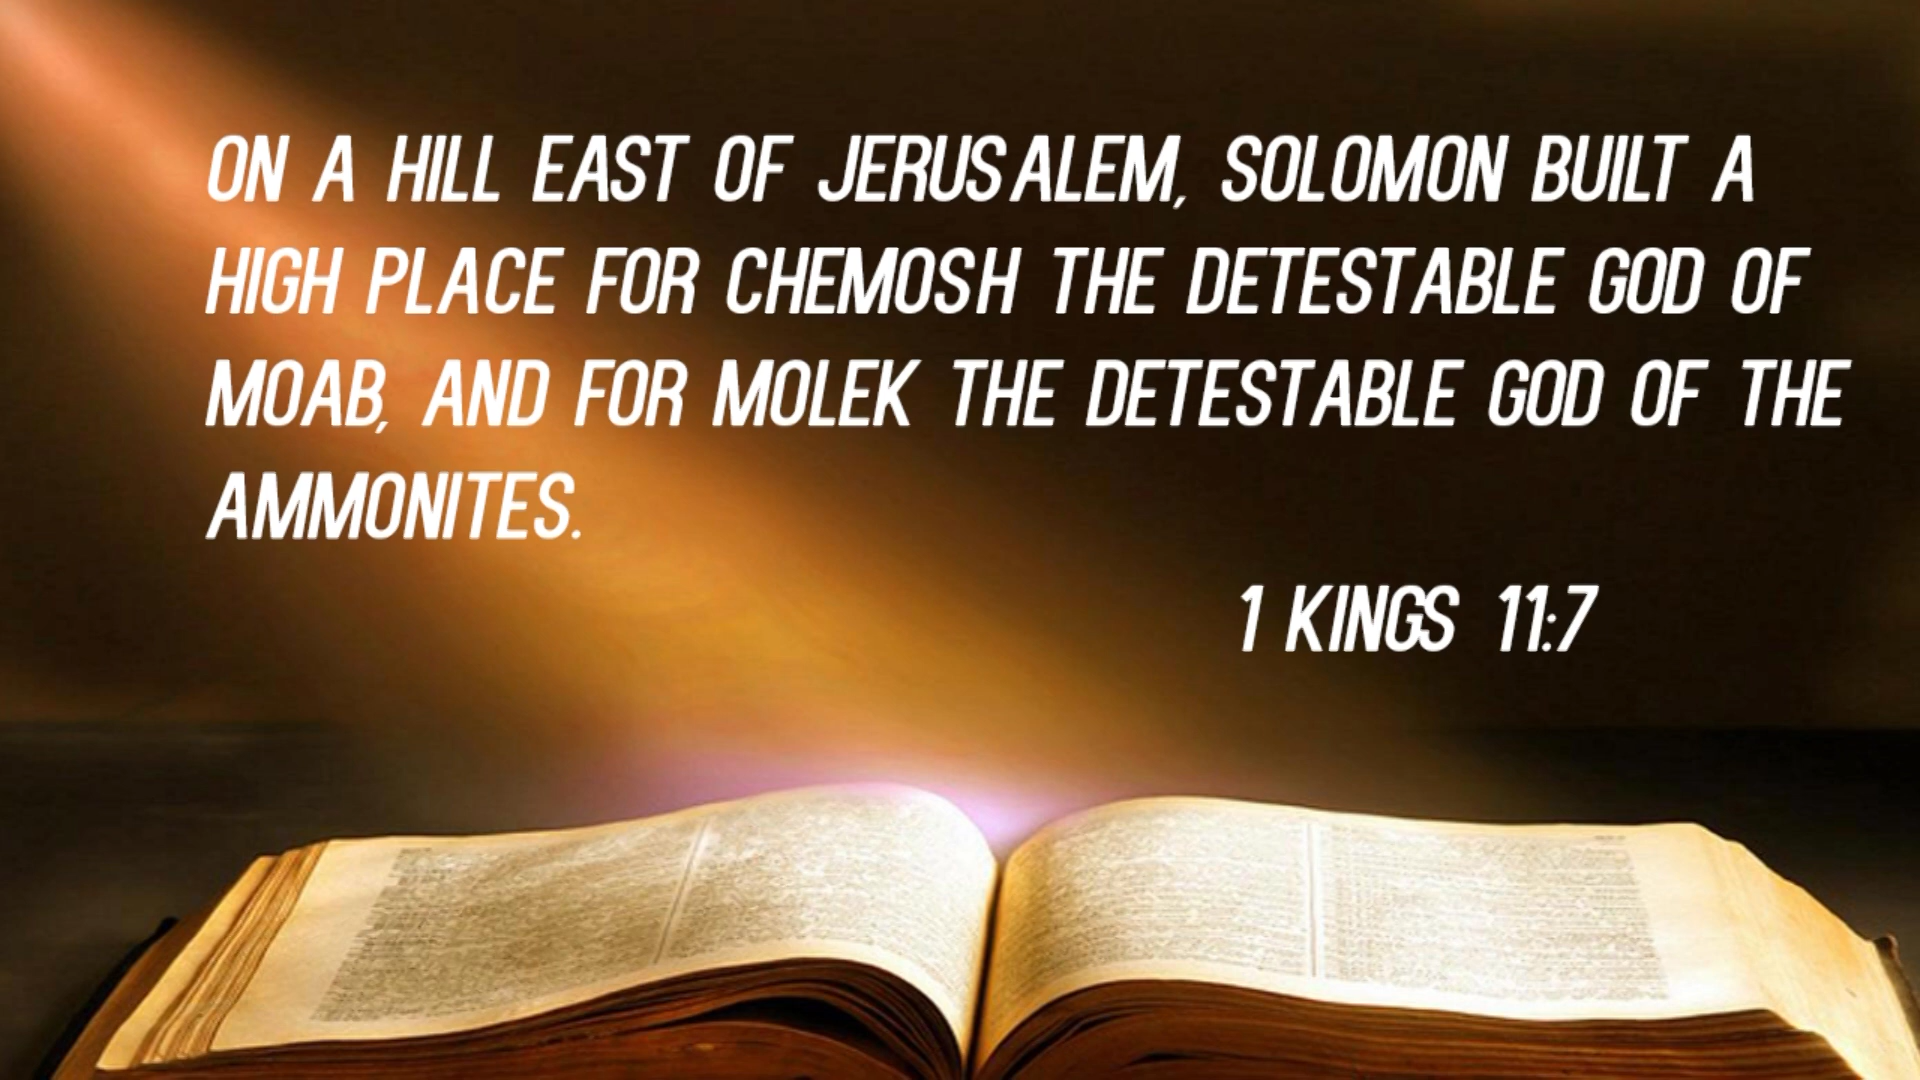 ON A HILL EAST OF JERUSALEM, SOLOMON BUILT A
HIGH PLACE FOR CHEMOSH THE DETESTABLE GOD OF
MOAB, AND FOR MOLEK THE DETESTABLE GOD OF THE
AMMONITES.
1 KINGS 11:7